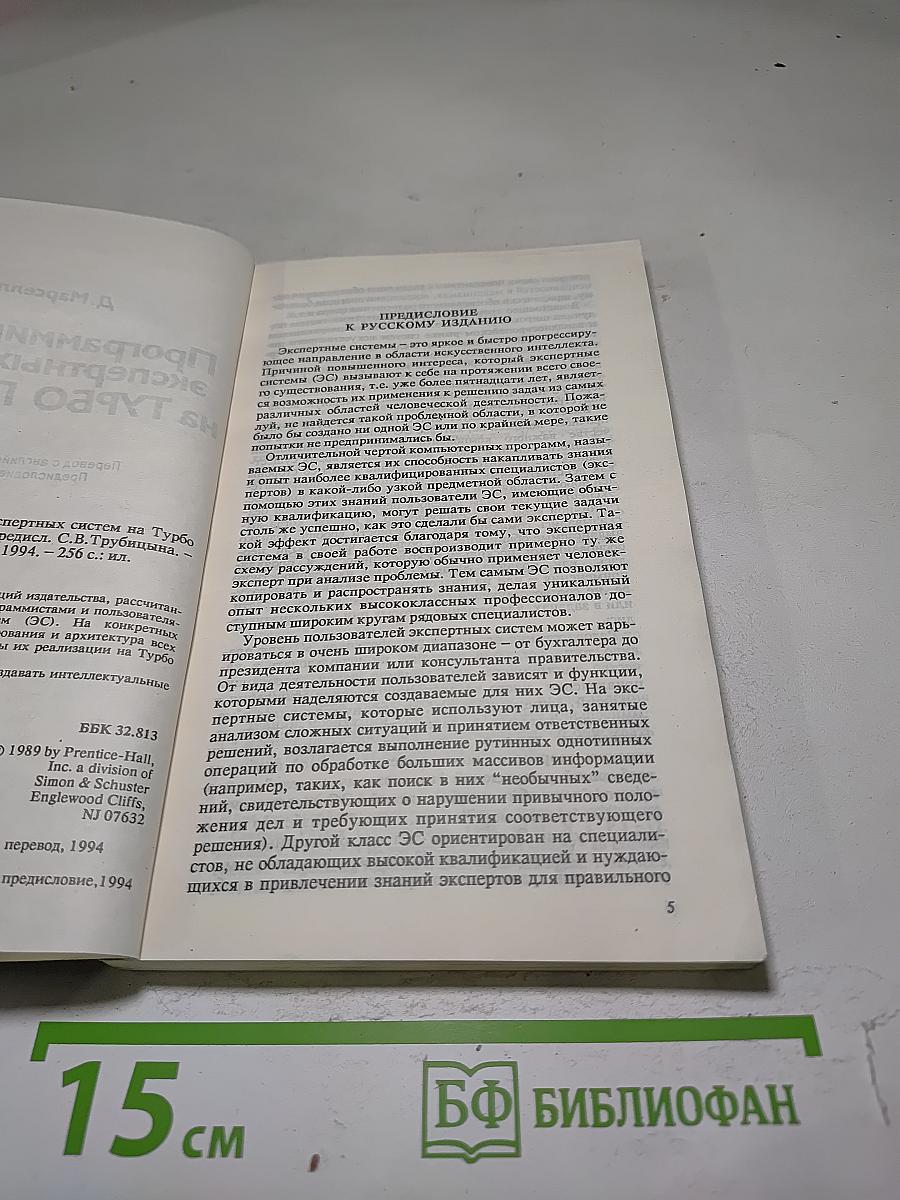 спертных систем на Турбо
редисл. С.В.Трубицына. –
1994. – 256 с.: ил.
ций издательства, рассчитан-
раммистами и пользователя-
ем (ЭС). На конкретных
ования и архитектура всех
ы их реализации на Турбо
здавать интеллектуальные
ББК 32.813
© 1989 by Prentice-Hall,
Inc. a division of
Simon & Schuster
Englewood Cliffs,
NJ 07632
перевод, 1994
предисловие, 1994
ПРЕДИСЛОВИЕ
К РУССКОМУ ИЗДАНИЮ
Экспертные системы – это яркое и быстро прогрессиру-
ющее направление в области искусственного интеллекта.
Причиной повышенного интереса, который экспертные
системы (ЭС) вызывают к себе на протяжении всего свое-
го существования, т.е. уже более пятнадцати лет, являет-
ся возможность их применения к решению задач из самых
различных областей человеческой деятельности. Пожа-
луй, не найдется такой проблемной области, в которой не
было бы создано ни одной ЭС или по крайней мере, такие
попытки не предпринимались бы.
Отличительной чертой компьютерных программ, назы-
ваемых ЭС, является их способность накапливать знания
и опыт наиболее квалифицированных специалистов (экс-
пертов) в какой-либо узкой предметной области. Затем с
помощью этих знаний пользователи ЭС, имеющие обыч-
ную квалификацию, могут решать свои текущие задачи
столь же успешно, как это сделали бы сами эксперты. Та-
кой эффект достигается благодаря тому, что экспертная
система в своей работе воспроизводит примерно ту же
схему рассуждений, которую обычно применяет человек-
эксперт при анализе проблемы. Тем самым ЭС позволяют
копировать и распространять знания, делая уникальный
опыт нескольких высококлассных профессионалов до-
ступным широким кругам рядовых специалистов.
Уровень пользователей экспертных систем может варь-
ироваться в очень широком диапазоне – от бухгалтера до
президента компании или консультанта правительства.
От вида деятельности пользователей зависят и функции,
которыми наделяются создаваемые для них ЭС. На экс-
пертные системы, которые используют лица, занятые
анализом сложных ситуаций и принятием ответственных
решений, возлагается выполнение рутинных однотипных
операций по обработке больших массивов информации
(например, таких, как поиск в них “необычных” сведе-
ний, свидетельствующих о нарушении привычного поло-
жения дел и требующих принятия соответствующего
решения). Другой класс ЭС ориентирован на специали-
стов, не обладающих высокой квалификацией и нуждаю-
щихся в привлечении знаний экспертов для правильного
5
15 см
БФ БИБЛИОФАН